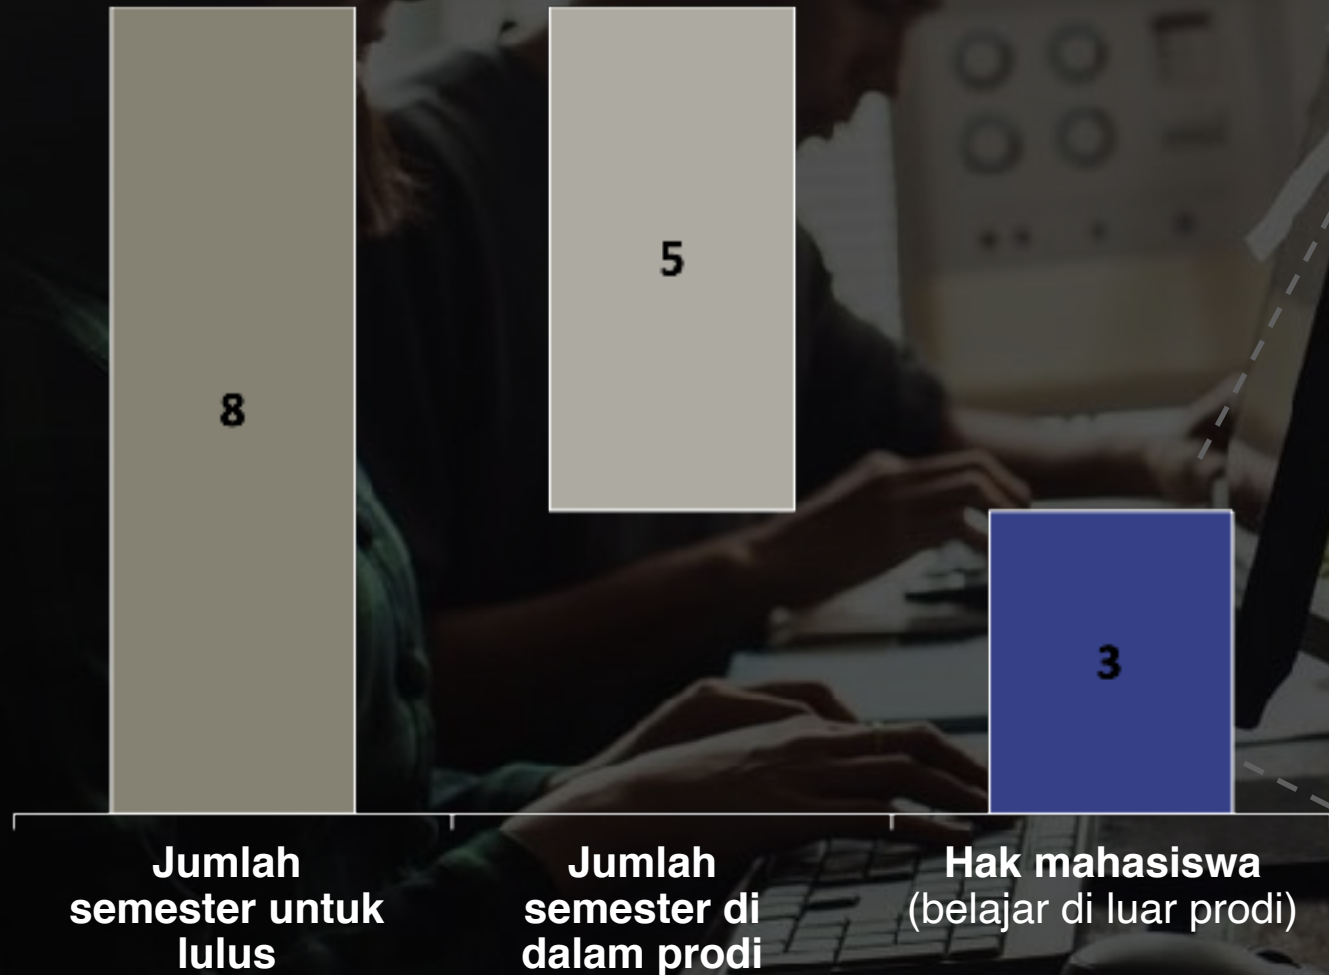 8
5
3
Jumlah
semester untuk
lulus
Jumlah
semester di
dalam prodi
Hak mahasiswa
(belajar di luar prodi)